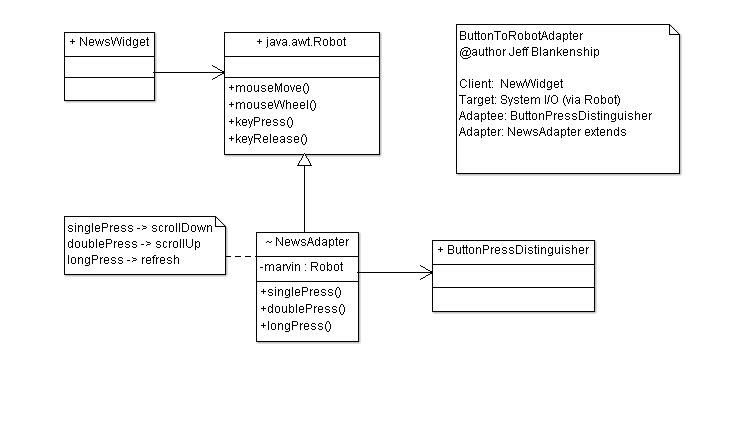 + NewsWidget
+ java.awt.Robot
+mouseMove()
+mouseWheel()
+keyPress()
+keyRelease()
ButtonToRobotAdapter
@author Jeff Blankenship
Client:  NewWidget
Target: System I/O (via Robot)
Adaptee: ButtonPressDistinguisher
Adapter: NewsAdapter extends
singlePress -> scrollDown
doublePress -> scrollUp
longPress -> refresh
~ NewsAdapter
-marvin : Robot
+singlePress()
+doublePress()
+longPress()
+ ButtonPressDistinguisher